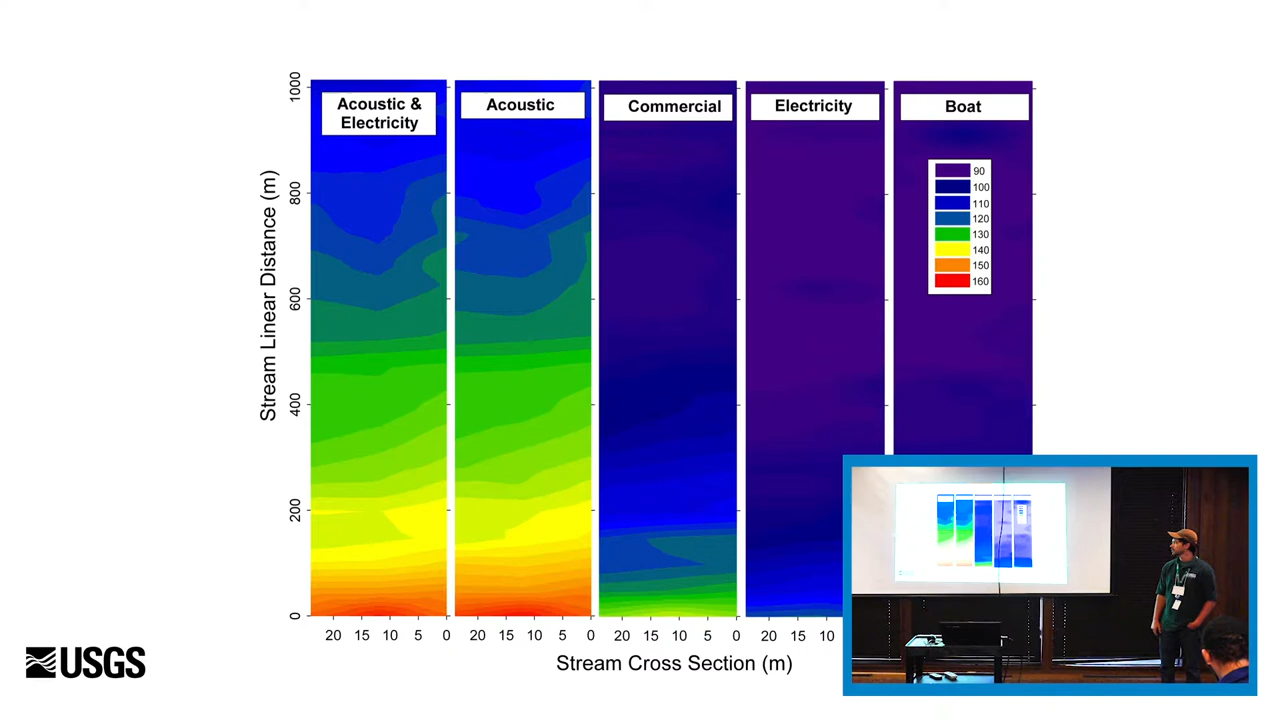 Stream Linear Distance (m)
1000
800
600
400
200
0
Acoustic &
Electricity
Acoustic
Commercial
Electricity
Boat
90
100
110
120
130
140
150
160
20 15 10 5 0
20 15 10 5 0
20 15 10 5 0
20 15 10
Stream Cross Section (m)
USGS